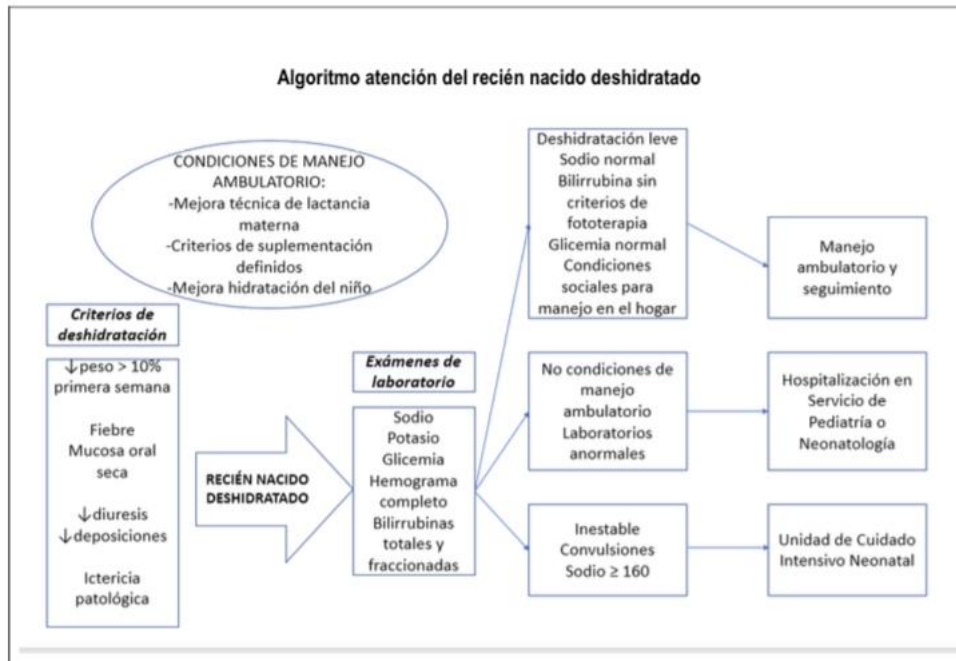 Algoritmo atención del recién nacido deshidratado
CONDICIONES DE MANEJO
AMBULATORIO:
-Mejora técnica de lactancia
materna
-Criterios de suplementación
definidos
-Mejora hidratación del niño
Criterios de
deshidratación
↓peso > 10%
primera semana
Fiebre
Mucosa oral
seca
↓diuresis
↓deposiciones
Ictericia
patológica
RECIÉN NACIDO
DESHIDRATADO
Exámenes de
laboratorio
Sodio
Potasio
Glicemia
Hemograma
completo
Bilirrubinas
totales y
fraccionadas
Deshidratación leve
Sodio normal
Bilirrubina sin
criterios de
fototerapia
Glicemia normal
Condiciones
sociales para
manejo en el hogar
Manejo
ambulatorio y
seguimiento
No condiciones de
manejo
ambulatorio
Laboratorios
anormales
Hospitalización en
Servicio de
Pediatría o
Neonatología
Inestable
Convulsiones
Sodio ≥ 160
Unidad de Cuidado
Intensivo Neonatal